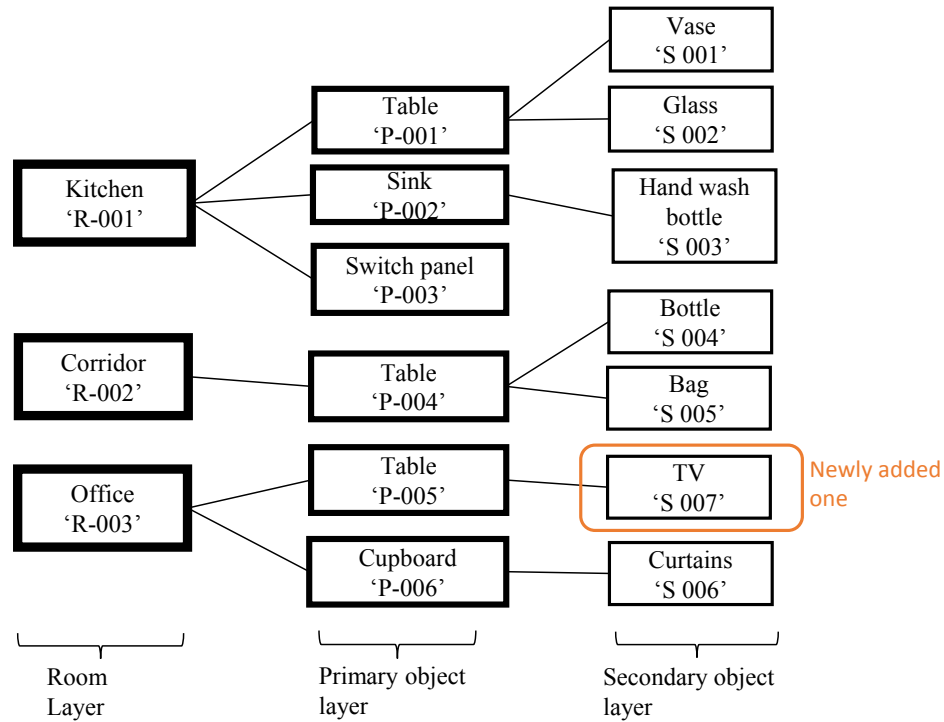 Vase
‘S 001’
Table
‘P-001’
Glass
‘S 002’
Kitchen
‘R-001’
Sink
‘P-002’
Hand wash
bottle
‘S 003’
Switch panel
‘P-003’
Bottle
‘S 004’
Corridor
‘R-002’
Table
‘P-004’
Bag
‘S 005’
Office
‘R-003’
Table
‘P-005’
TV
‘S 007’
Newly added
one
Cupboard
‘P-006’
Curtains
‘S 006’
Room
Layer
Primary object
layer
Secondary object
layer